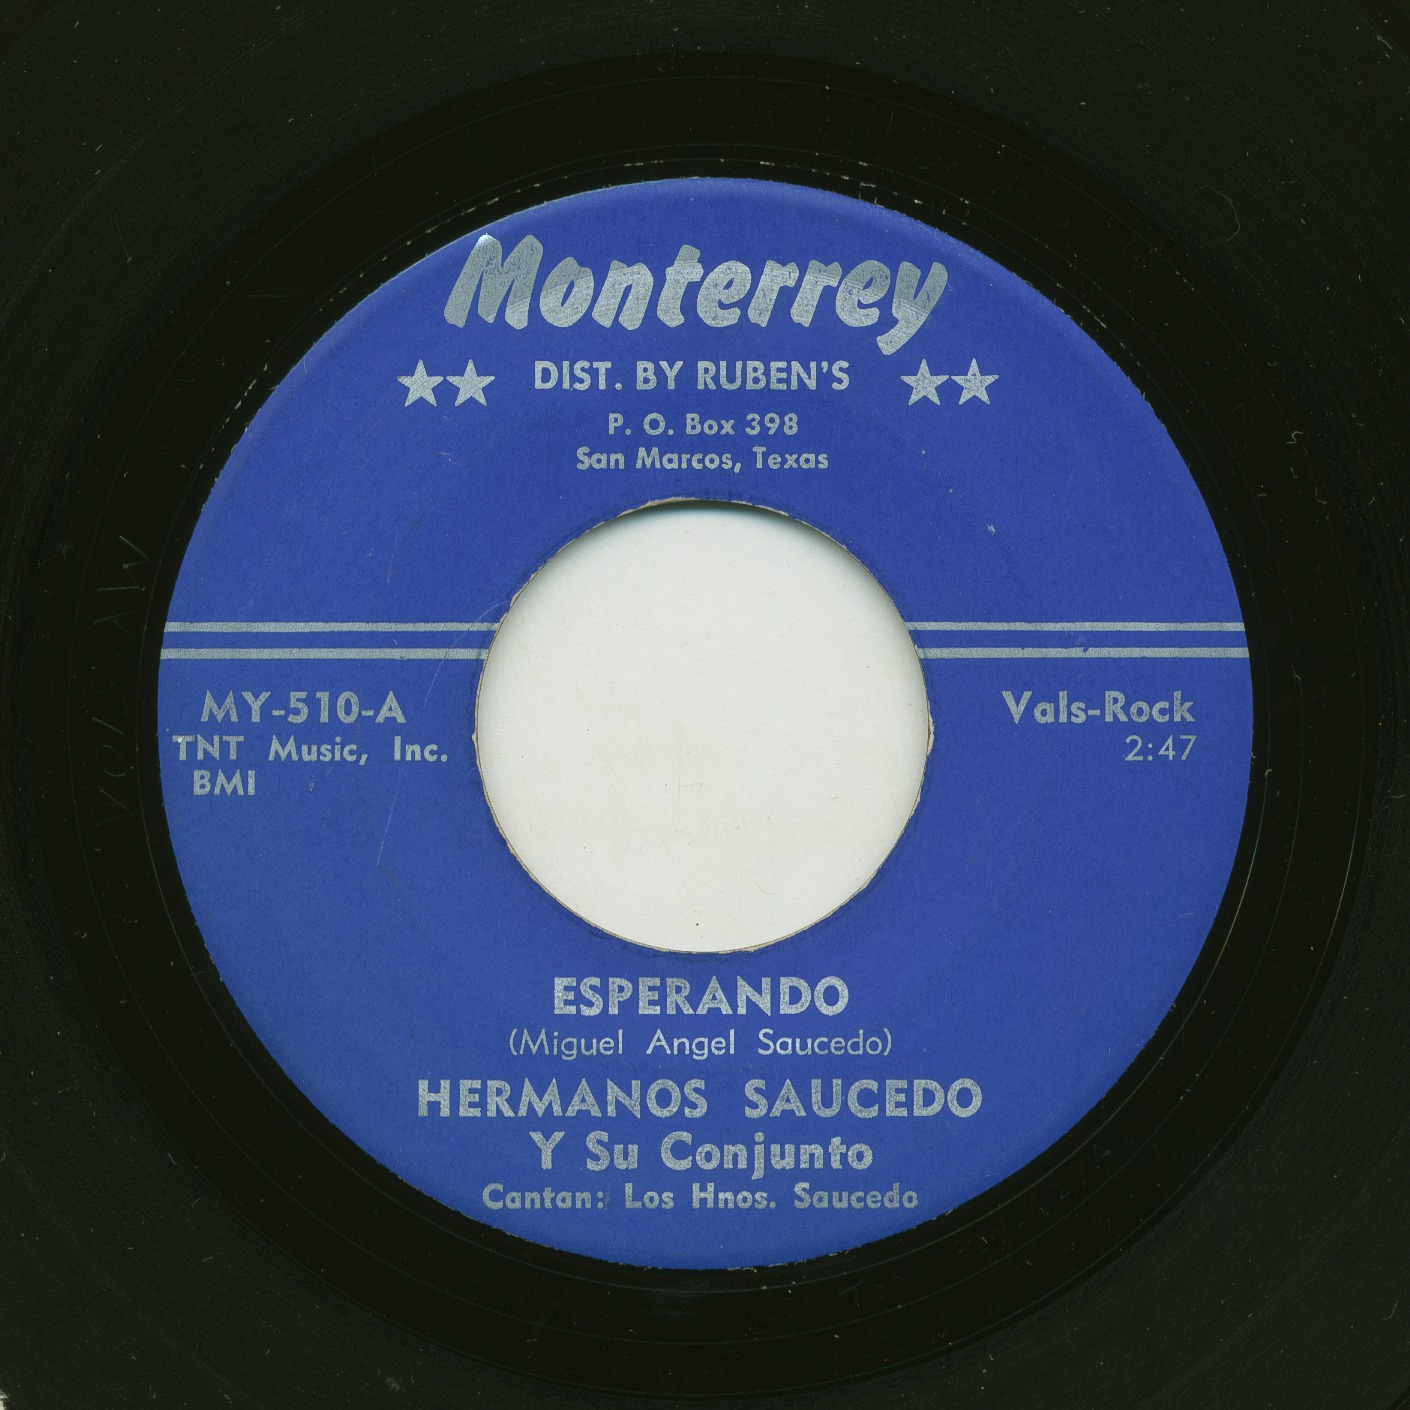 Monterrey
DIST. BY RUBEN'S
P. O. Box 398
San Marcos, Texas
MY-510-A
TNT Music, Inc.
BMI
Vals-Rock
2:47
ESPERANDO
(Miguel Angel Saucedo)
HERMANOS SAUCEDO
Y Su Conjunto
Cantan: Los Hnos. Saucedo